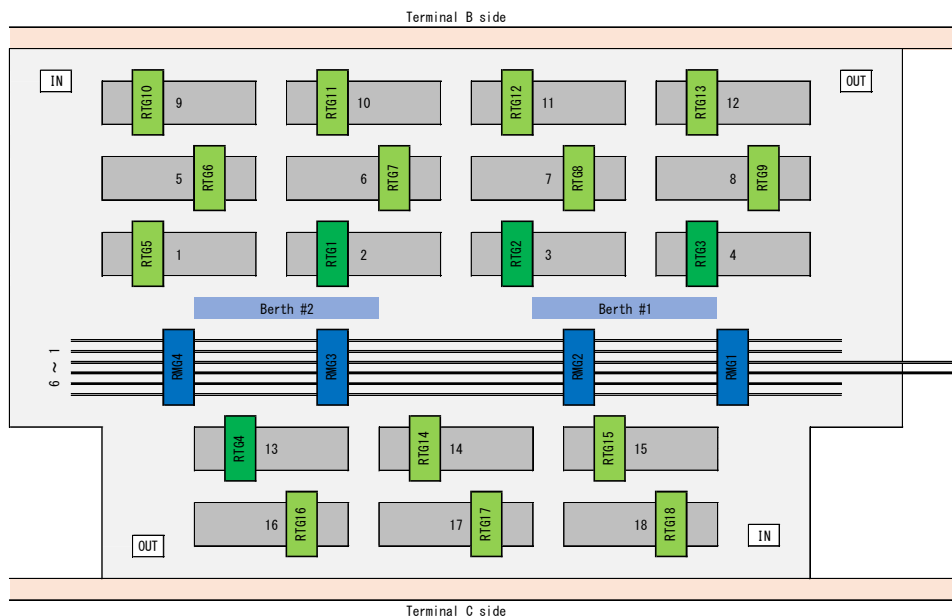 Terminal B side
IN
OUT
RTG10
9
RTG11
10
RTG12
11
RTG13
12
5
RTG6
6
RTG7
7
RTG8
8
RTG9
RTG5
1
RTG1
2
RTG2
3
RTG3
4
Berth #2
Berth #1
6 ~ 1
RMG4
RMG3
RMG2
RMG1
RTG4
13
RTG14
14
RTG15
15
16
RTG16
17
RTG17
18
RTG18
OUT
IN
Terminal C side